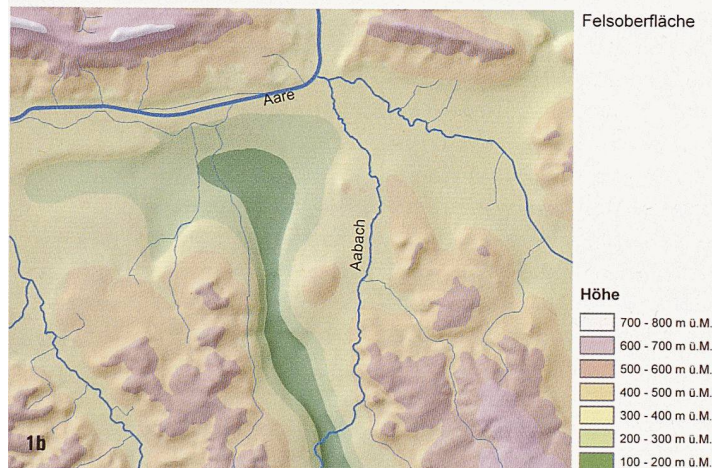 Felsoberfläche
Aare
Aabach
1b
Höhe
700 - 800 m ü.M.
600 - 700 m ü.M.
500 - 600 m ü.M.
400 - 500 m ü.M.
300 - 400 m ü.M.
200 - 300 m ü.M.
100 - 200 m ü.M.